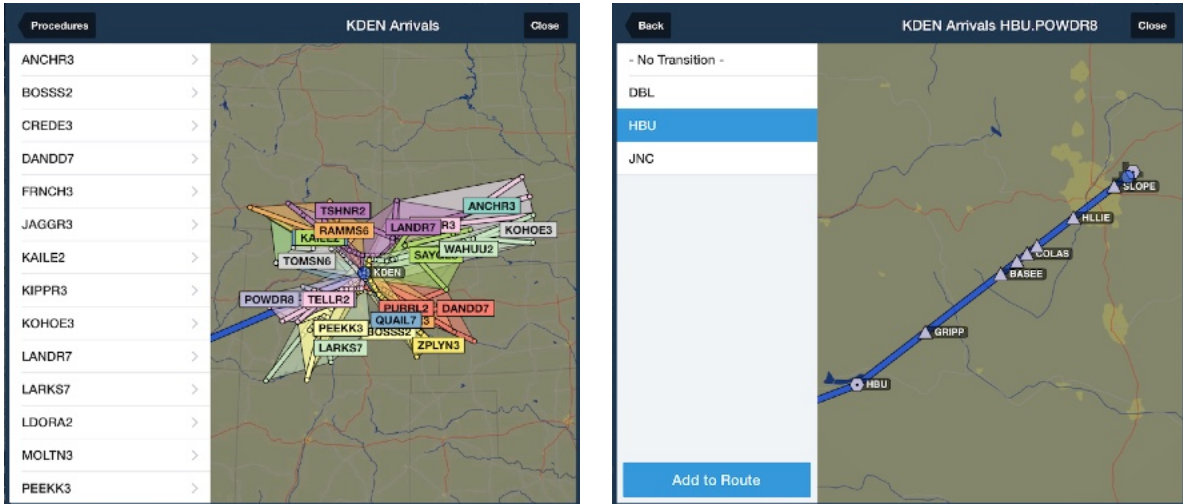 Procedures
KDEN Arrivals
Close
ANCHR3
BOSSS2
CREDE3
DANDD7
FRNCH3
JAGGR3
KAILE2
KIPPR3
KOHOE3
LANDR7
LARKS7
LDORA2
MOLTN3
PEEKK3
TSHNR2
ANCHR3
RAMMS6
LANDR7
R3
KOHOE3
WAHUU2
TOMSN6
KDEN
POWDR8
TELLR2
PURRL2
DANDD7
QUAIL7
PEEKK3
BOSSS2
LARKS7
ZPLYN3
Back
KDEN Arrivals HBU.POWDR8
Close
- No Transition -
DBL
HBU
JNC
Add to Route
SLOPE
HLLIE
COLAS
BASEE
GRIPP
HBU